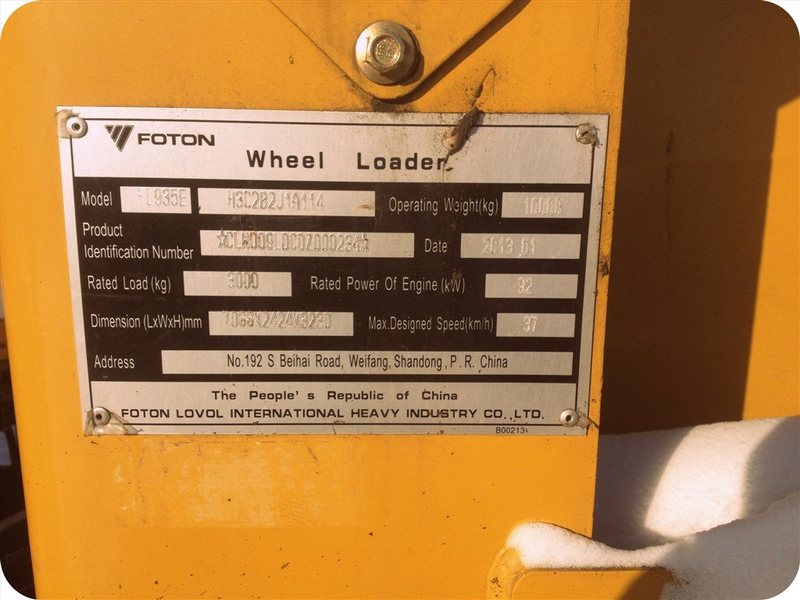 FOTON
Wheel Loader
Model FL935E H3C282J1A114 Operating Weight(kg) 10000
Product
Identification Number Date 2013 01
Rated Load(kg) 3000 Rated Power Of Engine(kW) 92
Dimension(LxWxH)mm Max.Designed Speed(km/h) 37
Address No.192 S Beihai Road, Weifang, Shandong, P. R. China
The People's Republic of China
FOTON LOVOL INTERNATIONAL HEAVY INDUSTRY CO., LTD.